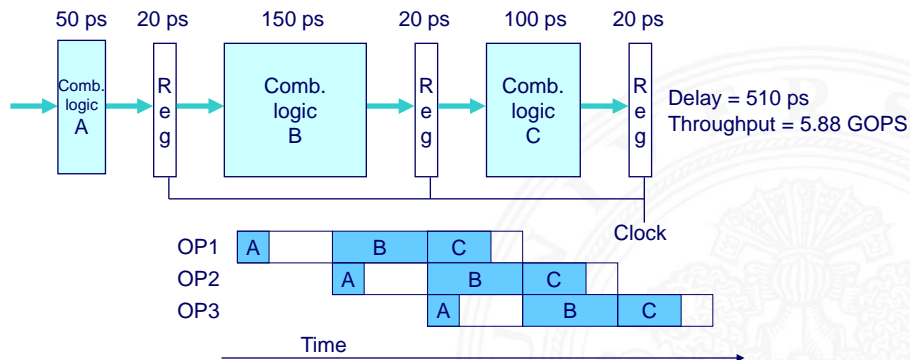 50 ps 20 ps 150 ps 20 ps 100 ps 20 ps
Comb.
logic
A
R
e
g
Comb.
logic
B
R
e
g
Comb.
logic
C
R
e
g
Delay = 510 ps
Throughput = 5.88 GOPS
Clock
OP1 A B C
OP2 A B C
OP3 A B C
Time